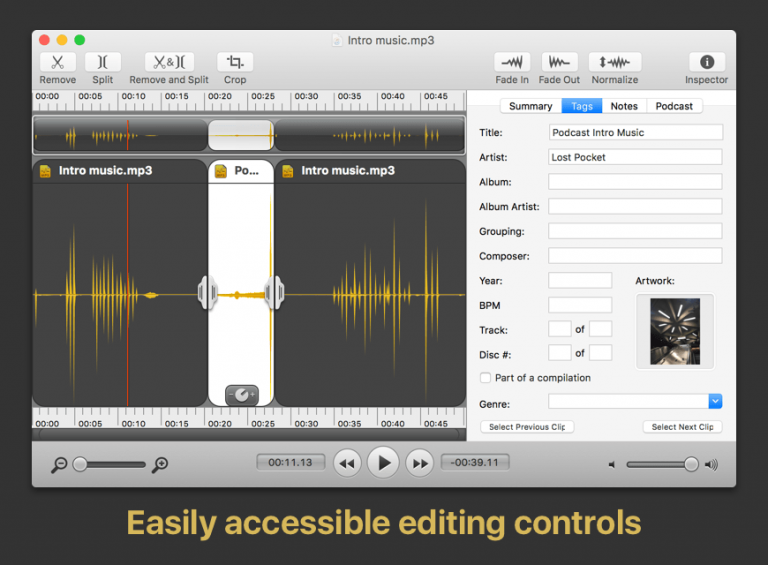 Intro music.mp3
Remove Split Remove and Split Crop Fade In Fade Out Normalize Inspector
00:00 00:05 00:10 00:15 00:20 00:25 00:30 00:35 00:40 00:45
Summary Tags Notes Podcast
Title: Podcast Intro Music
Artist: Lost Pocket
Album:
Album Artist:
Grouping:
Composer:
Year: Artwork:
BPM
Track: of
Disc #: of
Part of a compilation
Genre:
Select Previous Clip Select Next Clip
Intro music.mp3 Po... Intro music.mp3
00:00 00:05 00:10 00:15 00:20 00:25 00:30 00:35 00:40 00:45
00:11.13 -00:39.11
Easily accessible editing controls